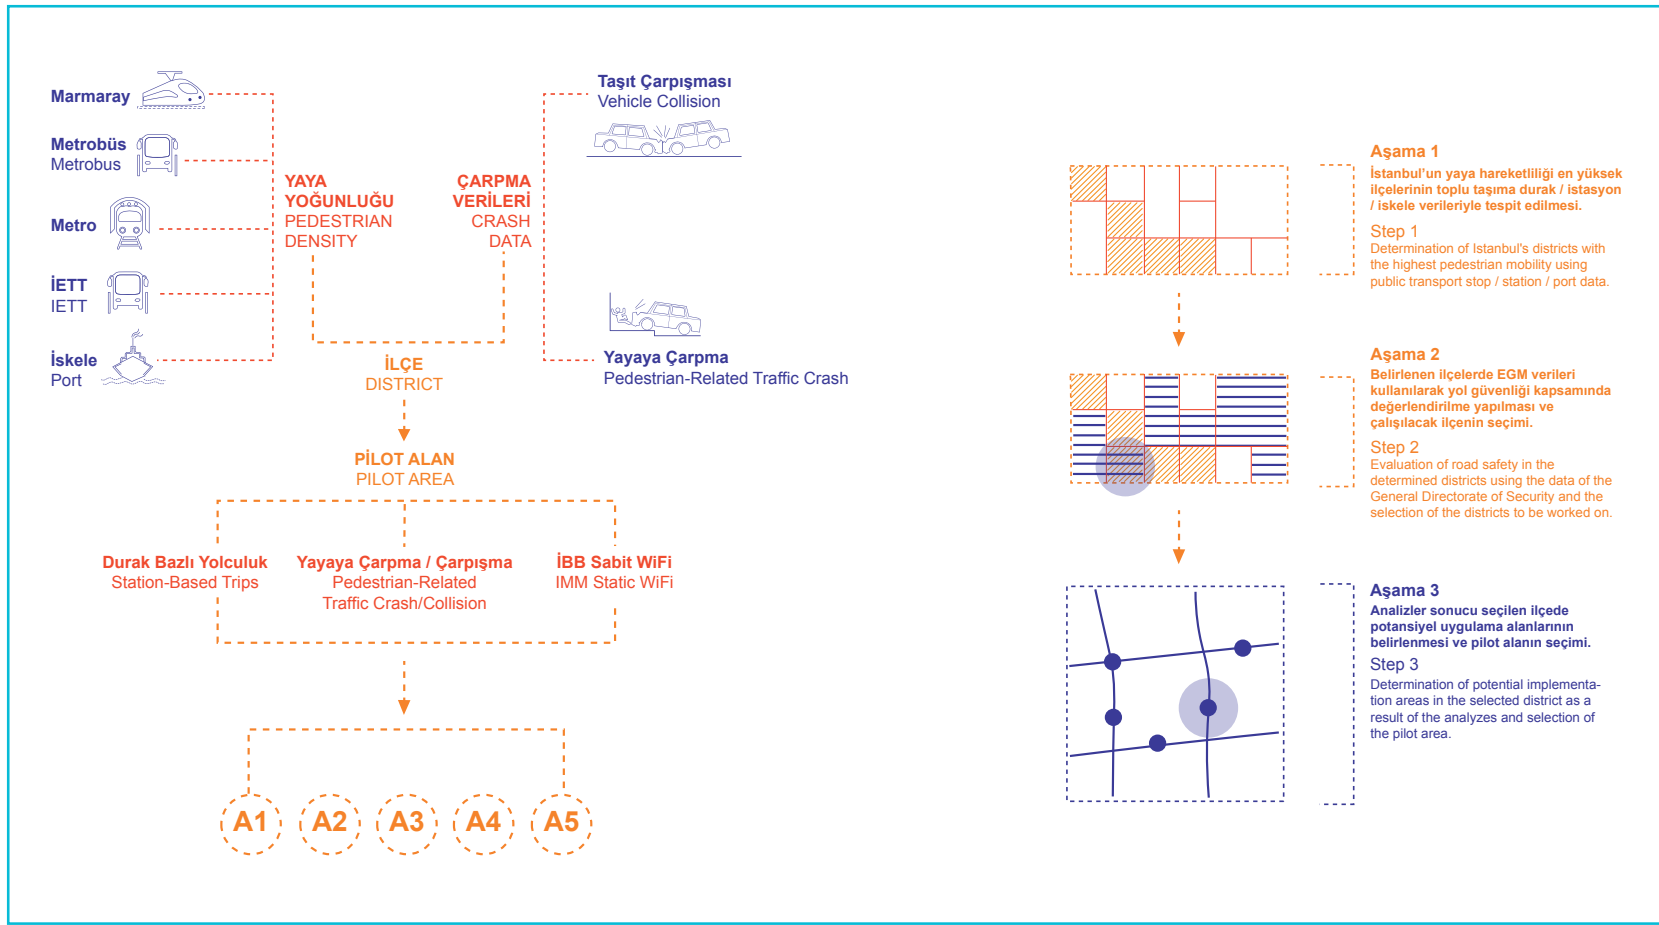 Marmaray
Metrobüs
Metrobus
Metro
İETT
IETT
İskele
Port
YAYA
YOĞUNLUĞU
PEDESTRIAN
DENSITY
ÇARPMA
VERİLERİ
CRASH
DATA
Taşıt Çarpışması
Vehicle Collision
Yayaya Çarpma
Pedestrian-Related Traffic Crash
İLÇE
DISTRICT
PİLOT ALAN
PILOT AREA
Durak Bazlı Yolculuk
Station-Based Trips
Yayaya Çarpma / Çarpışma
Pedestrian-Related
Traffic Crash/Collision
İBB Sabit WiFi
IMM Static WiFi
A1
A2
A3
A4
A5
Aşama 1
İstanbul'un yaya hareketliliği en yüksek
ilçelerinin toplu taşıma durak / istasyon
/ iskele verileriyle tespit edilmesi.
Step 1
Determination of Istanbul's districts with
the highest pedestrian mobility using
public transport stop / station / port data.
Aşama 2
Belirlenen ilçelerde EGM verileri
kullanılarak yol güvenliği kapsamında
değerlendirilme yapılması ve
çalışılacak ilçenin seçimi.
Step 2
Evaluation of road safety in the
determined districts using the data of the
General Directorate of Security and the
selection of the districts to be worked on.
Aşama 3
Analizler sonucu seçilen ilçede
potansiyel uygulama alanlarının
belirlenmesi ve pilot alanın seçimi.
Step 3
Determination of potential implementa-
tion areas in the selected district as a
result of the analyzes and selection of
the pilot area.